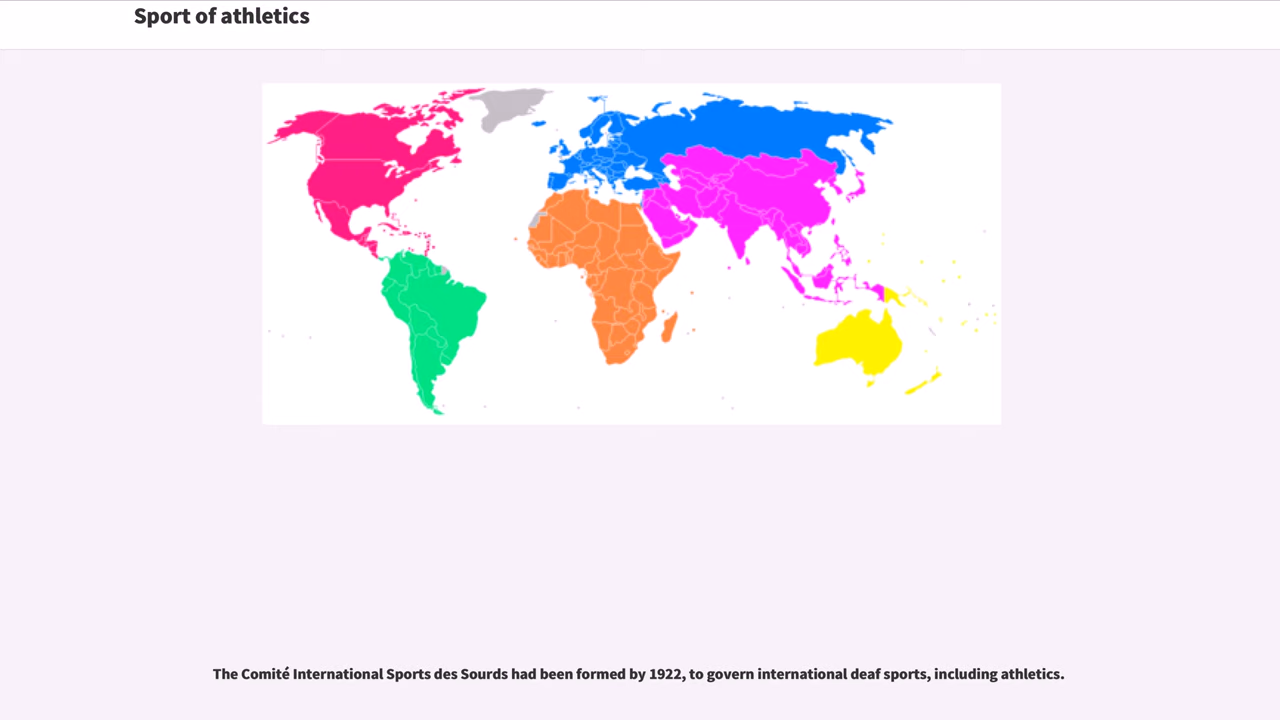 Sport of athletics
The Comité International Sports des Sourds had been formed by 1922, to govern international deaf sports, including athletics.